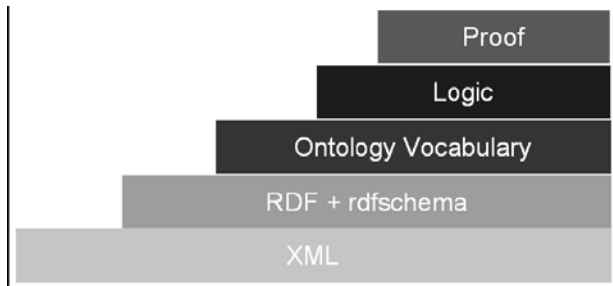 Proof
Logic
Ontology Vocabulary
RDF + rdfschema
XML